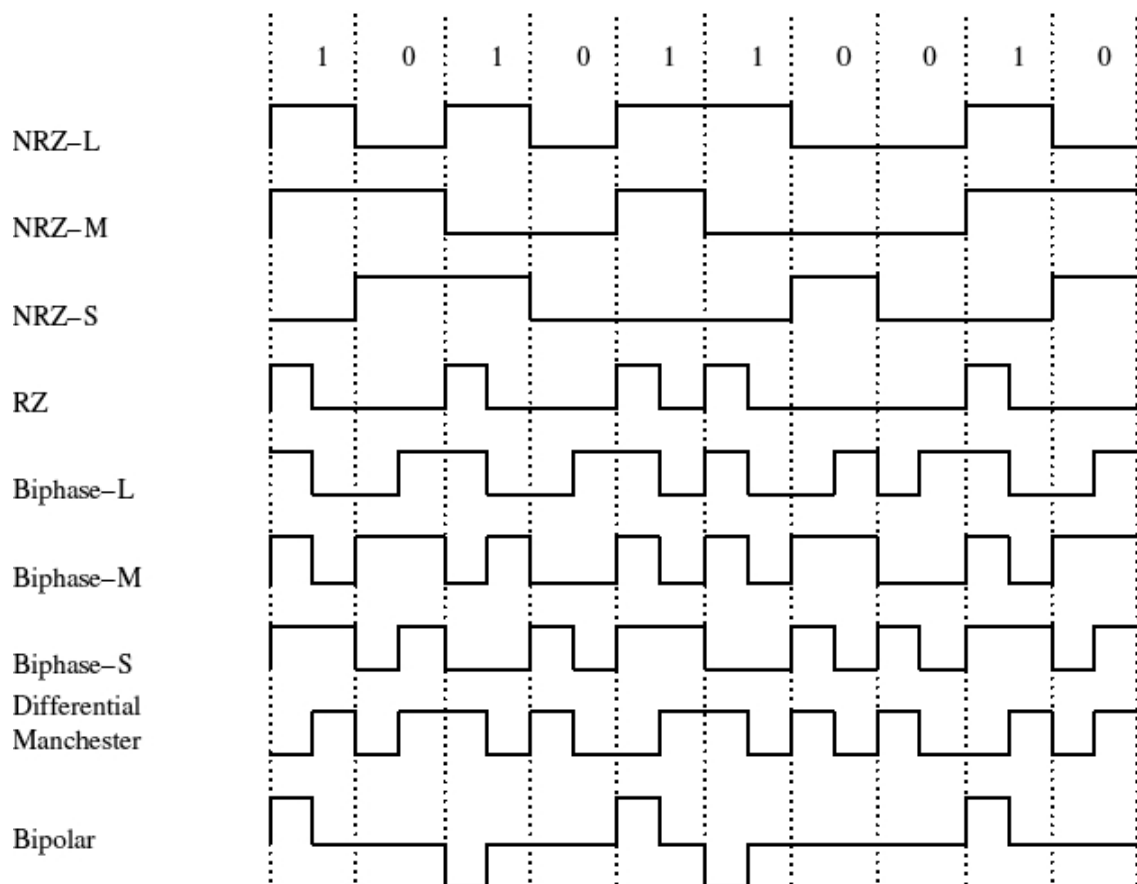 1 0 1 0 1 1 0 0 1 0
NRZ–L
NRZ–M
NRZ–S
RZ
Biphase–L
Biphase–M
Biphase–S
Differential
Manchester
Bipolar